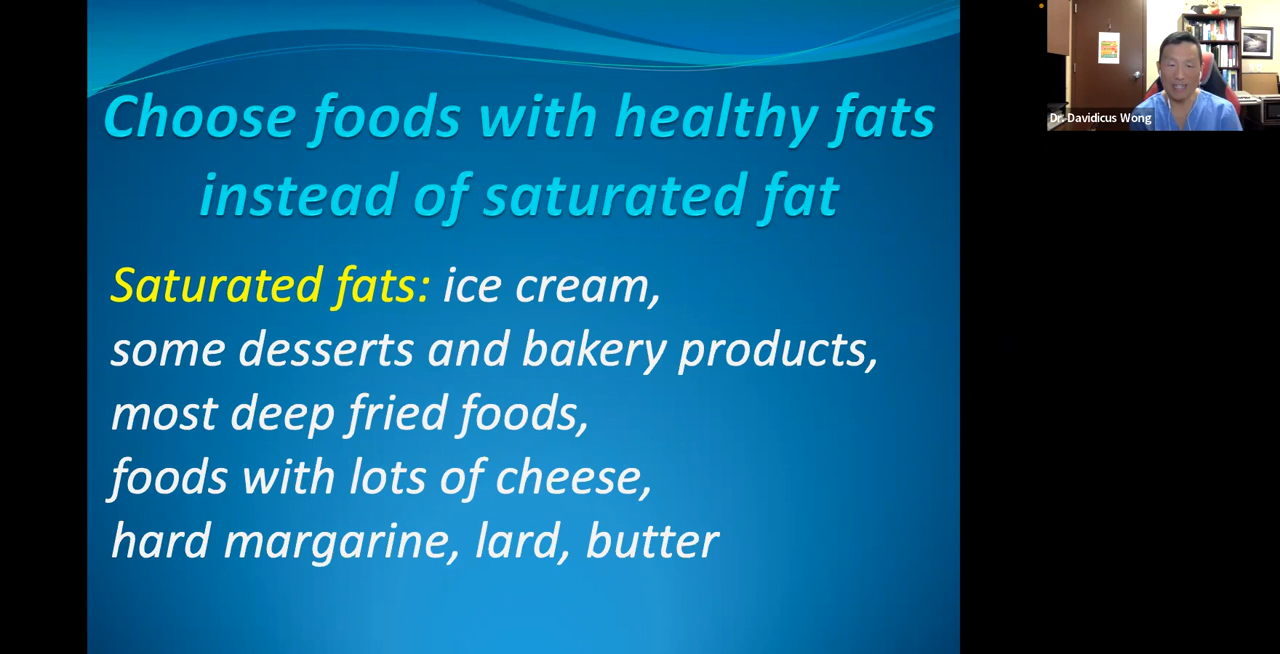 Choose foods with healthy fats
instead of saturated fat
Saturated fats: ice cream,
some desserts and bakery products,
most deep fried foods,
foods with lots of cheese,
hard margarine, lard, butter
Dr. Davidicus Wong